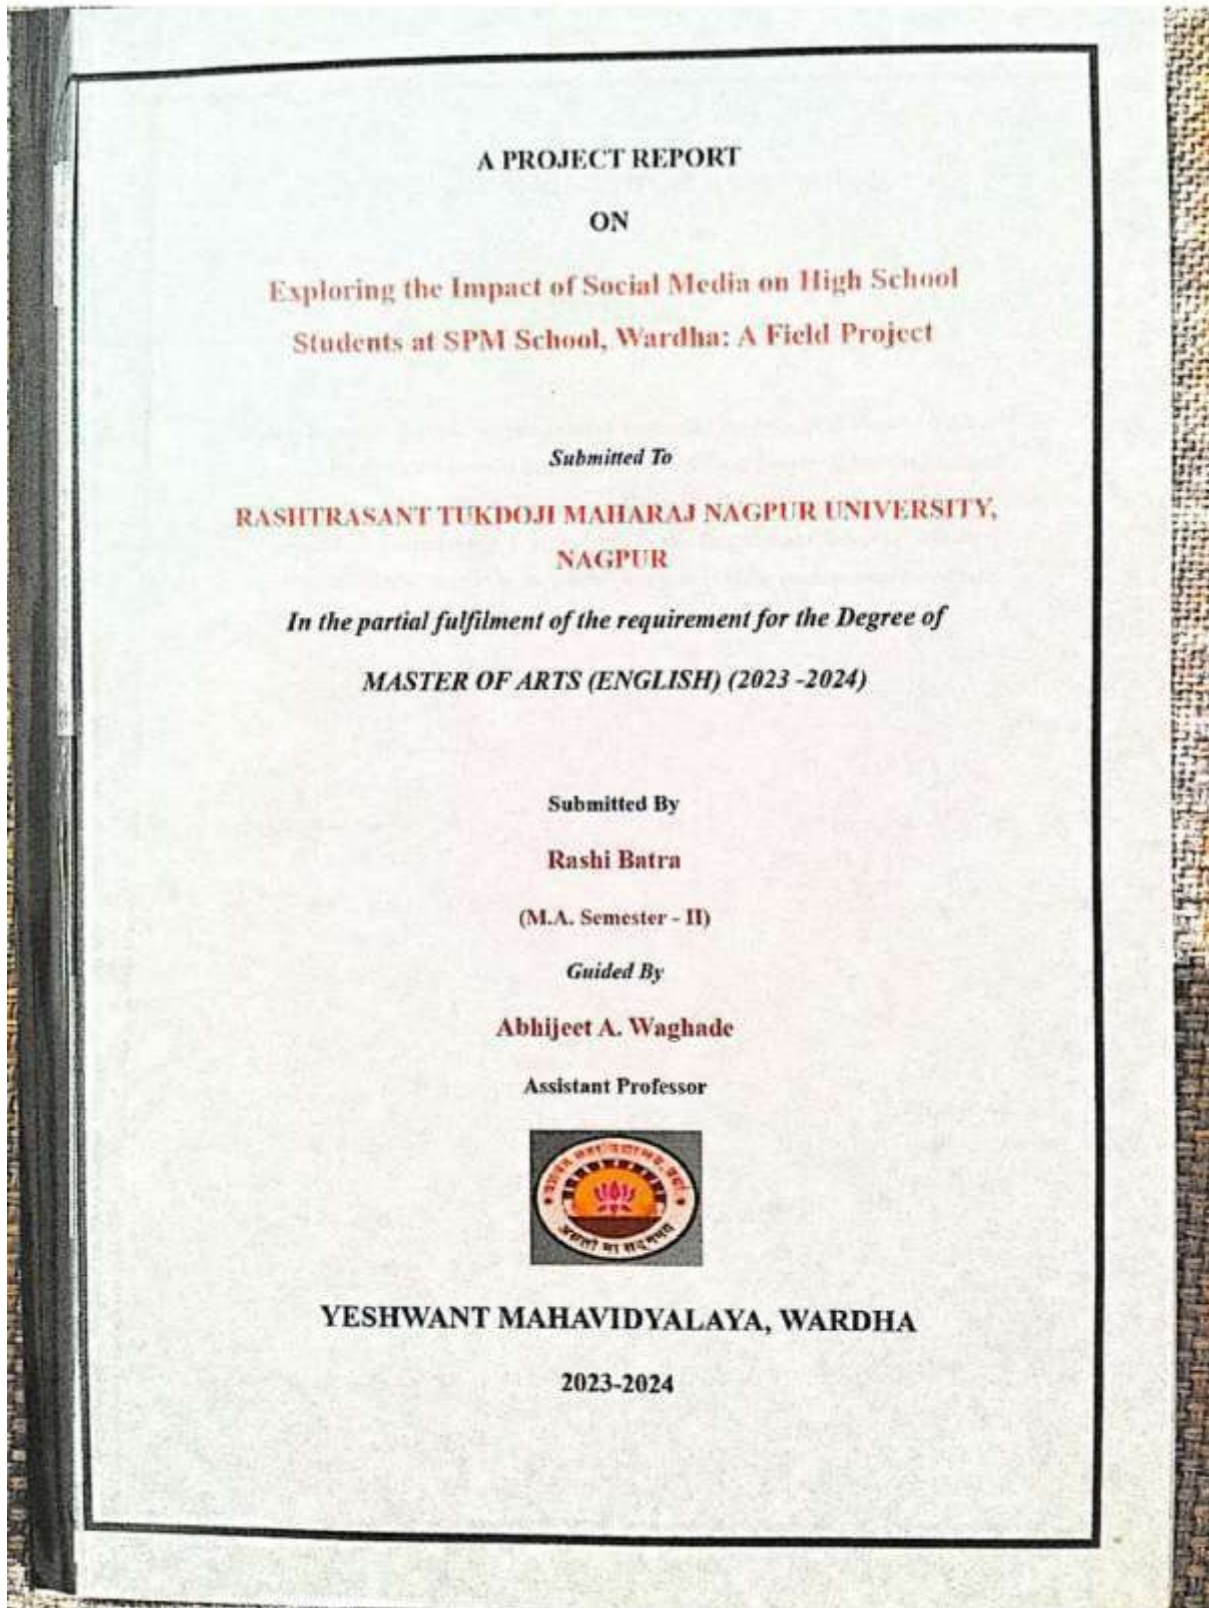 A PROJECT REPORT
ON
Exploring the Impact of Social Media on High School
Students at SPM School, Wardha: A Field Project
Submitted To
RASHTRASANT TUKDOJI MAHARAJ NAGPUR UNIVERSITY,
NAGPUR
In the partial fulfilment of the requirement for the Degree of
MASTER OF ARTS (ENGLISH) (2023 -2024)
Submitted By
Rashi Batra
(M.A. Semester - II)
Guided By
Abhijeet A. Waghade
Assistant Professor
असतो मा सद्गमय
YESHWANT MAHAVIDYALAYA, WARDHA
2023-2024